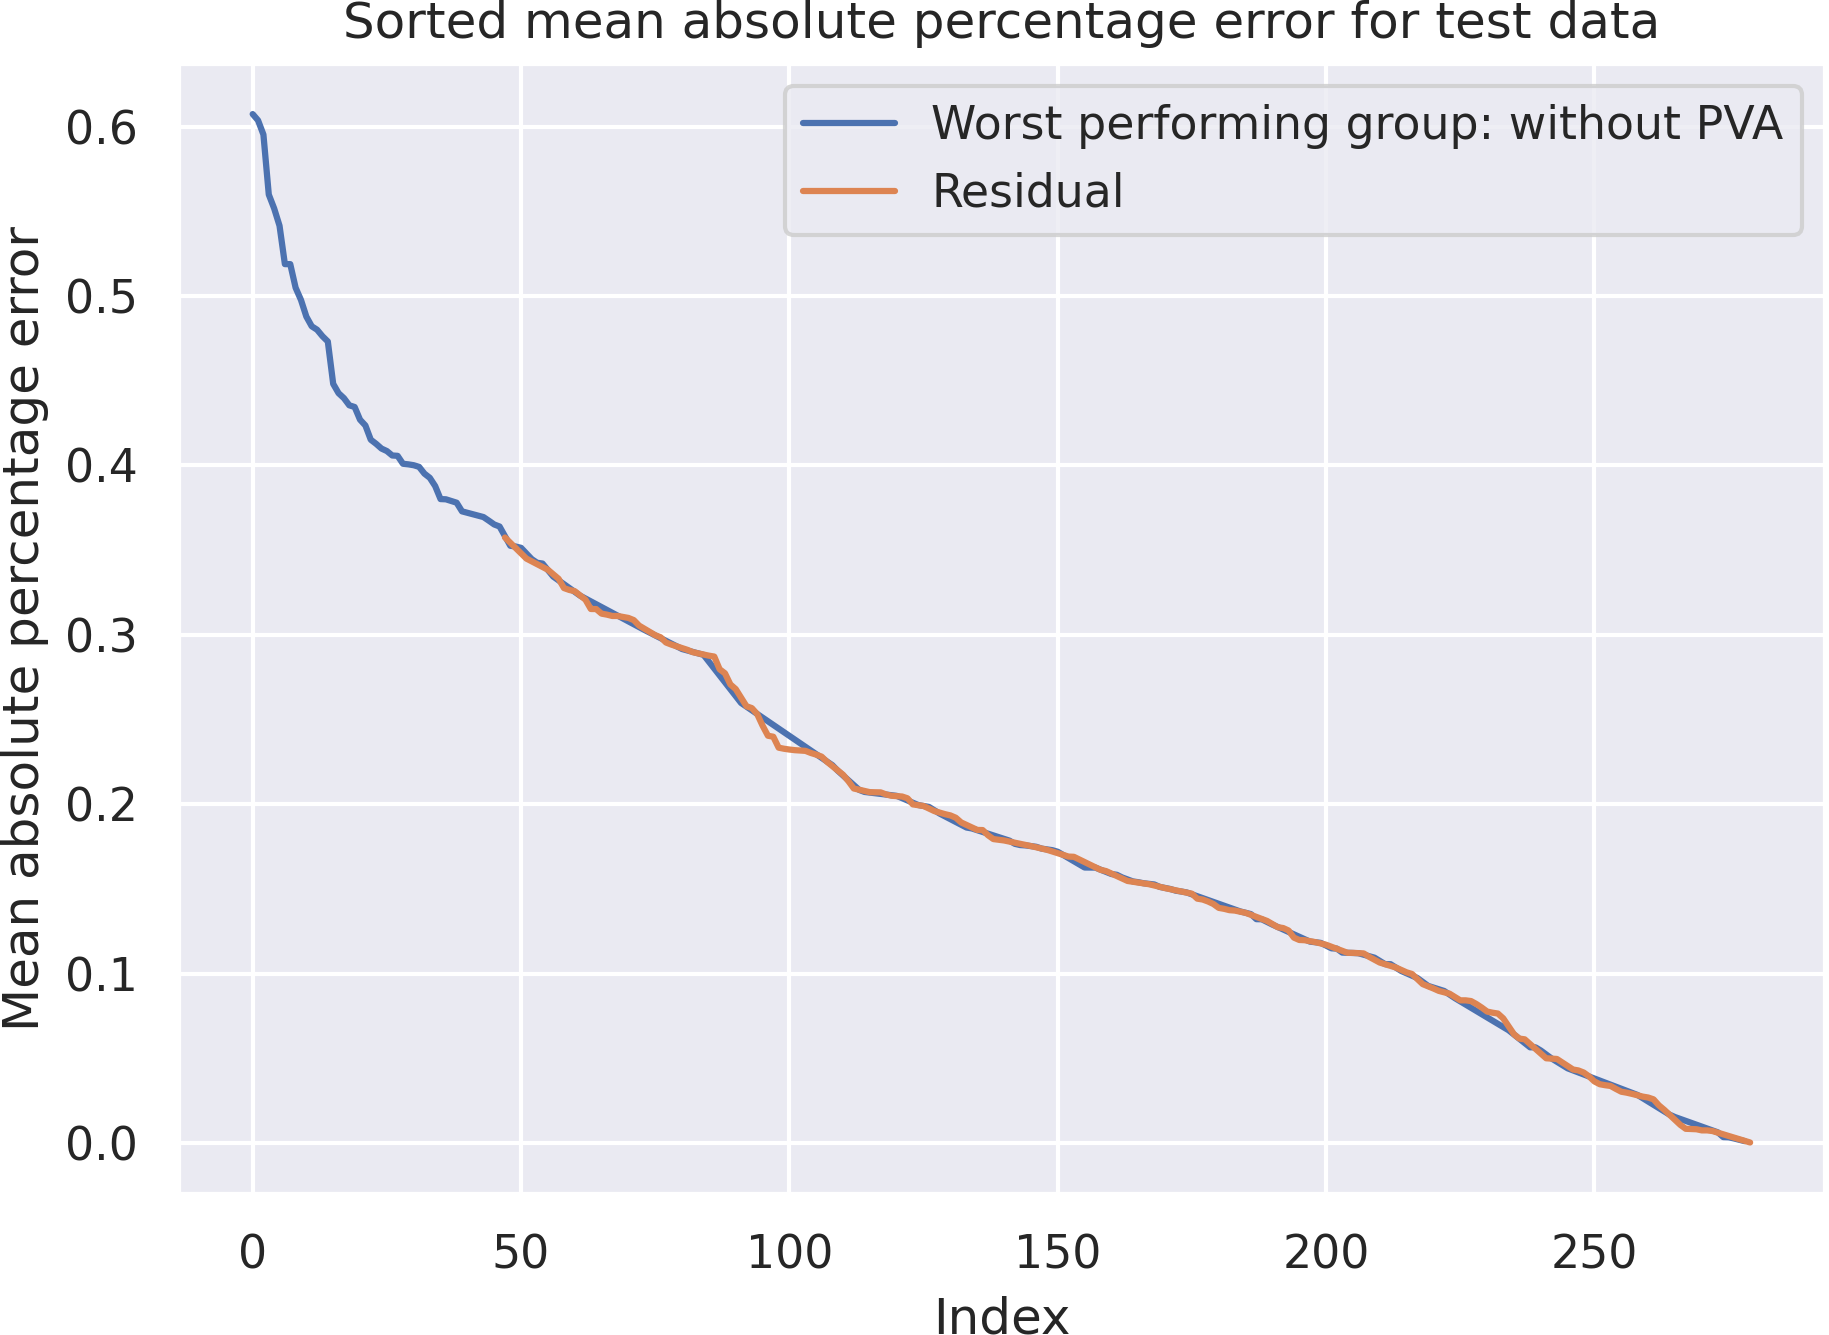 Sorted mean absolute percentage error for test data
Worst performing group: without PVA
Residual
Mean absolute percentage error
0.6
0.5
0.4
0.3
0.2
0.1
0.0
0 50 100 150 200 250
Index